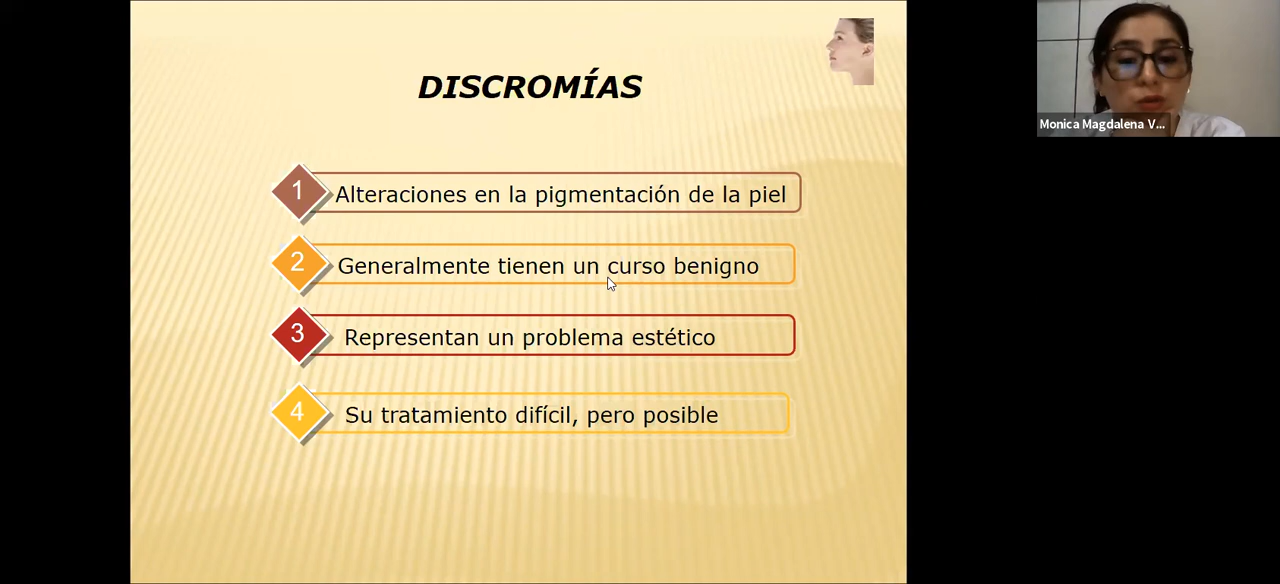 DISCROMÍAS
1 Alteraciones en la pigmentación de la piel
2 Generalmente tienen un curso benigno
3 Representan un problema estético
4 Su tratamiento difícil, pero posible
Monica Magdalena V...